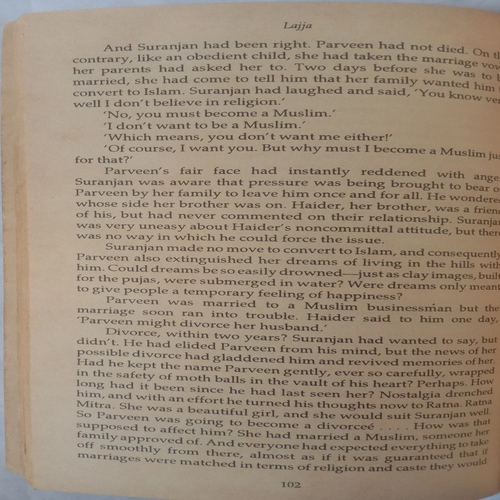 Lajja
And Suranjan had been right. Parveen had not died. On th
contrary, like an obedient child, she had taken the marriage vow
her parents had asked her to. Two days before she was to
married, she had come to tell him that her family wanted him
convert to Islam. Suranjan had laughed and said, 'You know ve
well I don't believe in religion.'
'No, you must become a Muslim.'
'I don't want to be a Muslim.'
'Which means, you don't want me either!'
'Of course, I want you. But why must I become a Muslim ju
for that?'
Parveen's fair face had instantly reddened with ange
Suranjan was aware that pressure was being brought to bear o
Parveen by her family to leave him once and for all. He wondere
whose side her brother was on. Haider, her brother, was a frien
of his, but had never commented on their relationship. Suranjan
was very uneasy about Haider's noncommittal attitude, but there
was no way in which he could force the issue.
Suranjan made no move to convert to Islam, and consequently
Parveen also extinguished her dreams of living in the hills with
him. Could dreams be so easily drowned—just as clay images, built
for the pujas, were submerged in water? Were dreams only meant
to give people a temporary feeling of happiness?
Parveen was married to a Muslim businessman but the
marriage soon ran into trouble. Haider said to him one day,
'Parveen might divorce her husband.'
Divorce, within two years? Suranjan had wanted to say, but
didn't. He had elided Parveen from his mind, but the news of her
possible divorce had gladdened him and revived memories of her.
Had he kept the name Parveen gently, ever so carefully, wrapped
in the safety of moth balls in the vault of his heart? Perhaps. How
long had it been since he had last seen her? Nostalgia drenched
him, and with an effort he turned his thoughts now to Ratna. Ratna
Mitra. She was a beautiful girl, and she would suit Suranjan well.
So Parveen was going to become a divorceé . . . . How was that
supposed to affect him? She had married a Muslim, someone her
family approved of. And everyone had expected everything to take
off smoothly from there, almost as if it was guaranteed that if
marriages were matched in terms of religion and caste they would
102